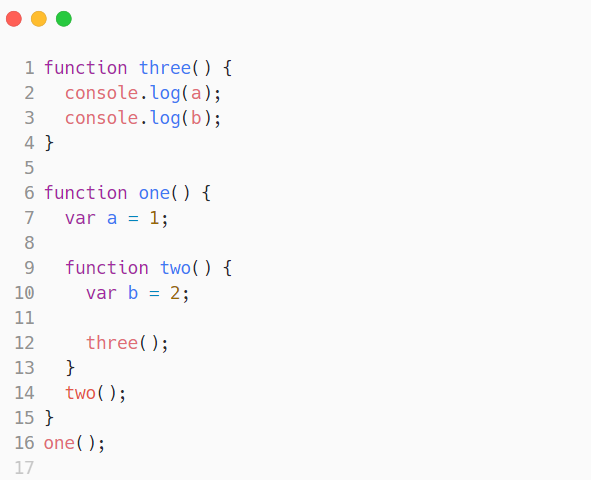 1 function three() {
2   console.log(a);
3   console.log(b);
4 }
5
6 function one() {
7   var a = 1;
8
9   function two() {
10     var b = 2;
11
12     three();
13   }
14   two();
15 }
16 one();
17